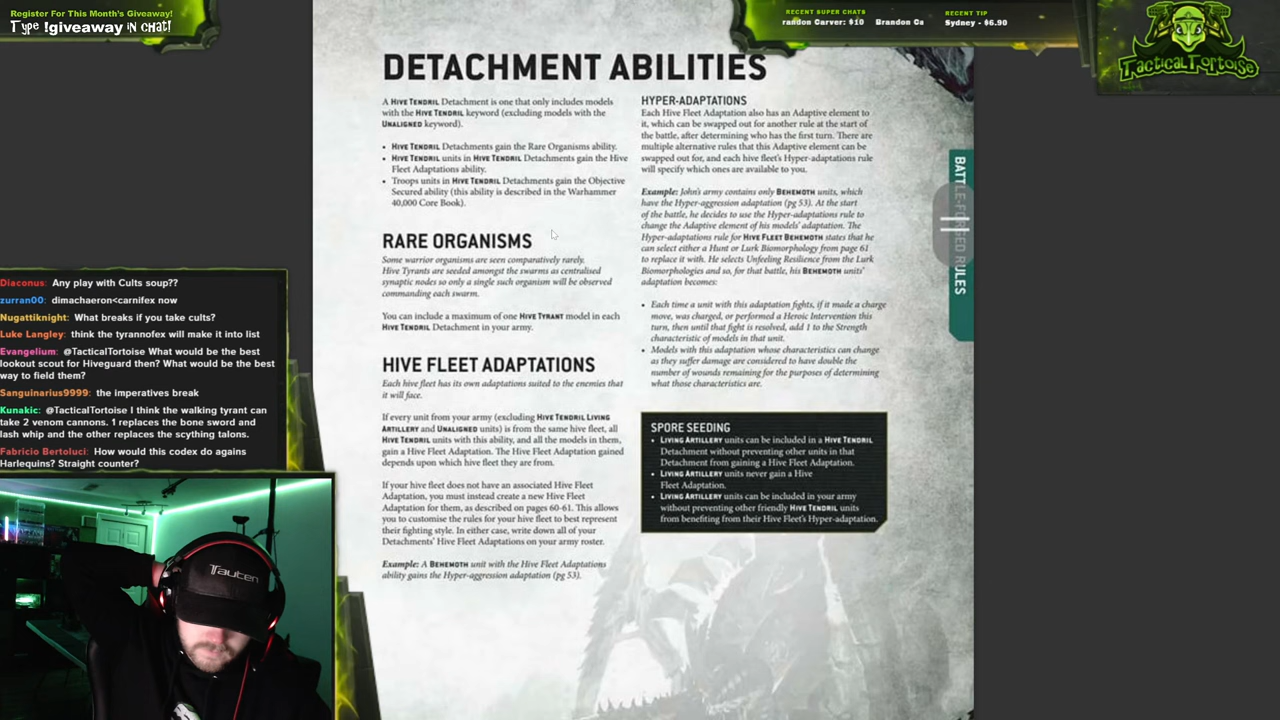 Register For This Month's Giveaway!
Type !giveaway in chat!
RECENT SUPER CHATS
randon Carver: $10 Brandon Ca
RECENT TIP
Sydney - $6.90
TacticalTortoise
DETACHMENT ABILITIES
A HIVE TENDRIL Detachment is one that only includes models
with the HIVE TENDRIL keyword (excluding models with the
UNALIGNED keyword).
• HIVE TENDRIL Detachments gain the Rare Organisms ability.
• HIVE TENDRIL units in HIVE TENDRIL Detachments gain the Hive
Fleet Adaptations ability.
• Troops units in HIVE TENDRIL Detachments gain the Objective
Secured ability (this ability is described in the Warhammer
40,000 Core Book).
RARE ORGANISMS
Some warrior organisms are seen comparatively rarely.
Hive Tyrants are seeded amongst the swarms as centralised
synaptic nodes so only a single such organism will be observed
commanding each swarm.
You can include a maximum of one HIVE TYRANT model in each
HIVE TENDRIL Detachment in your army.
HIVE FLEET ADAPTATIONS
Each hive fleet has its own adaptations suited to the enemies that
it will face.
If every unit from your army (excluding HIVE TENDRIL LIVING
ARTILLERY and UNALIGNED units) is from the same hive fleet, all
HIVE TENDRIL units with this ability, and all the models in them,
gain a Hive Fleet Adaptation. The Hive Fleet Adaptation gained
depends upon which hive fleet they are from.
If your hive fleet does not have an associated Hive Fleet
Adaptation, you must instead create a new Hive Fleet
Adaptation for them, as described on pages 60-61. This allows
you to customise the rules for your hive fleet to best represent
their fighting style. In either case, write down all of your
Detachments' Hive Fleet Adaptations on your army roster.
Example: A BEHEMOTH unit with the Hive Fleet Adaptations
ability gains the Hyper-aggression adaptation (pg 53).
HYPER-ADAPTATIONS
Each Hive Fleet Adaptation also has an Adaptive element to
it, which can be swapped out for another rule at the start of
the battle, after determining who has the first turn. There are
multiple alternative rules that this Adaptive element can be
swapped out for, and each hive fleet's Hyper-adaptations rule
will specify which ones are available to you.
Example: John's army contains only BEHEMOTH units, which
have the Hyper-aggression adaptation (pg 53). At the start
of the battle, he decides to use the Hyper-adaptations rule to
change the Adaptive element of his models' adaptation. The
Hyper-adaptations rule for HIVE FLEET BEHEMOTH states that he
can select either a Hunt or Lurk Biomorphology from page 61
to replace it with. He selects Unfeeling Resilience from the Lurk
Biomorphologies and so, for that battle, his BEHEMOTH units'
adaptation becomes:
• Each time a unit with this adaptation fights, if it made a charge
move, was charged, or performed a Heroic Intervention this
turn, then until that fight is resolved, add 1 to the Strength
characteristic of models in that unit.
• Models with this adaptation whose characteristics can change
as they suffer damage are considered to have double the
number of wounds remaining for the purposes of determining
what those characteristics are.
SPORE SEEDING
• LIVING ARTILLERY units can be included in a HIVE TENDRIL
Detachment without preventing other units in that
Detachment from gaining a Hive Fleet Adaptation.
• LIVING ARTILLERY units never gain a Hive
Fleet Adaptation.
• LIVING ARTILLERY units can be included in your army
without preventing other friendly HIVE TENDRIL units
from benefiting from their Hive Fleet's Hyper-adaptation.
BATTLE-FORGED RULES
Diaconus: Any play with Cults soup??
zurran00: dimachaeron<carnifex now
Nugattiknight: What breaks if you take cults?
Luke Langley: think the tyrannofex will make it into list
Evangelium: @TacticalTortoise What would be the best
lookout scout for Hiveguard then? What would be the best
way to field them?
Sanguinarius9999: the imperatives break
Kunakic: @TacticalTortoise I think the walking tyrant can
take 2 venom cannons. 1 replaces the bone sword and
lash whip and the other replaces the scything talons.
Fabricio Bertoluci: How would this codex do agains
Harlequins? Straight counter?
Tauten